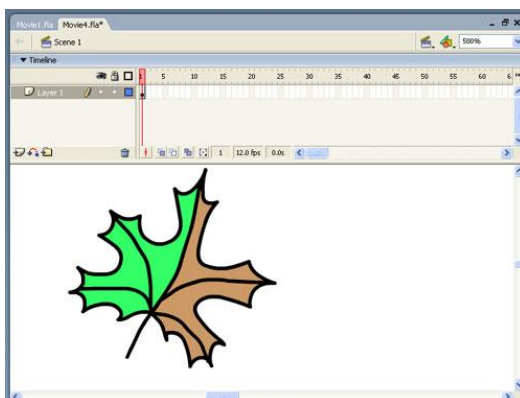 Movie1.fla Movie4.fla*
Scene 1 500%
Timeline
1 5 10 15 20 25 30 35 40 45 50 55 60 6
Layer 1
1 12.0 fps 0.0s